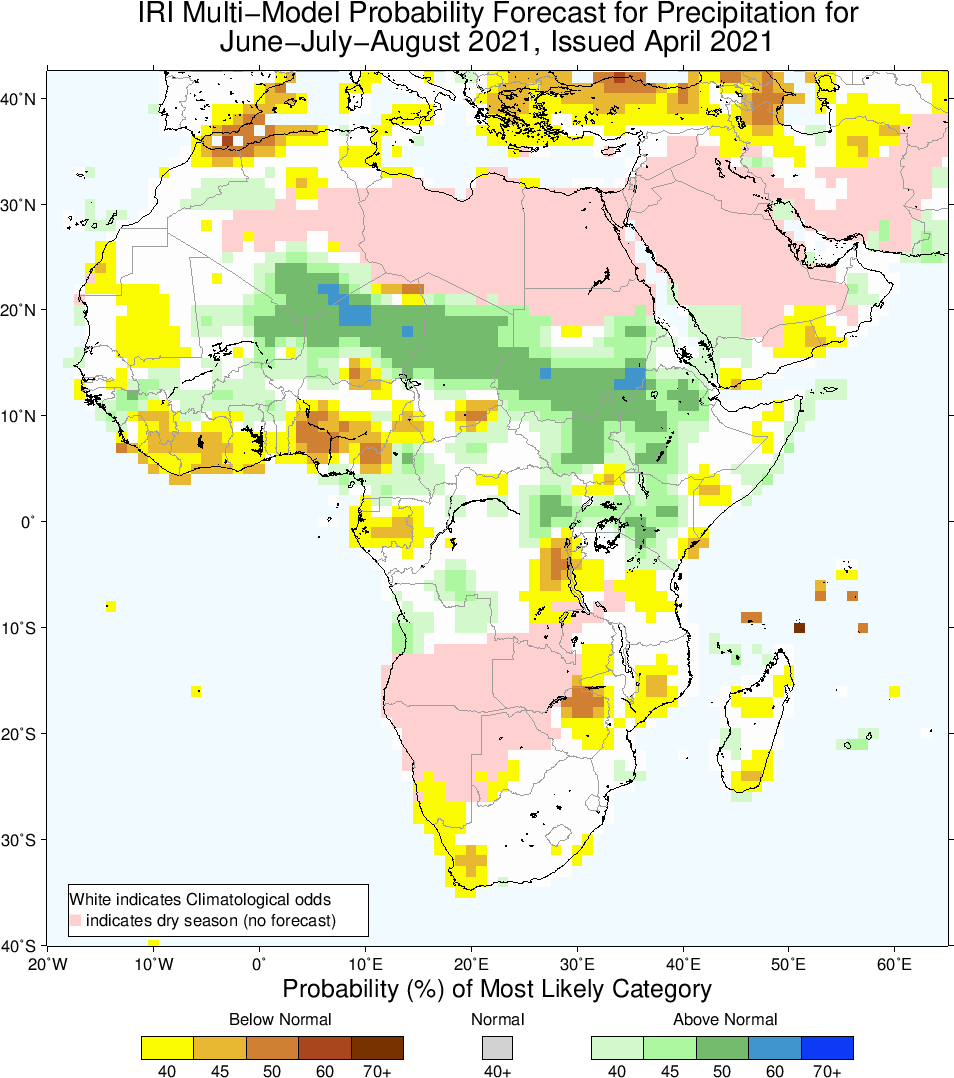 IRI Multi−Model Probability Forecast for Precipitation for
June−July−August 2021, Issued April 2021
40˚N
30˚N
20˚N
10˚N
0˚
10˚S
20˚S
30˚S
White indicates Climatological odds
indicates dry season (no forecast)
40˚S
20˚W 10˚W 0˚ 10˚E 20˚E 30˚E 40˚E 50˚E 60˚E
Probability (%) of Most Likely Category
Below Normal Normal Above Normal
40 45 50 60 70+ 40+ 40 45 50 60 70+